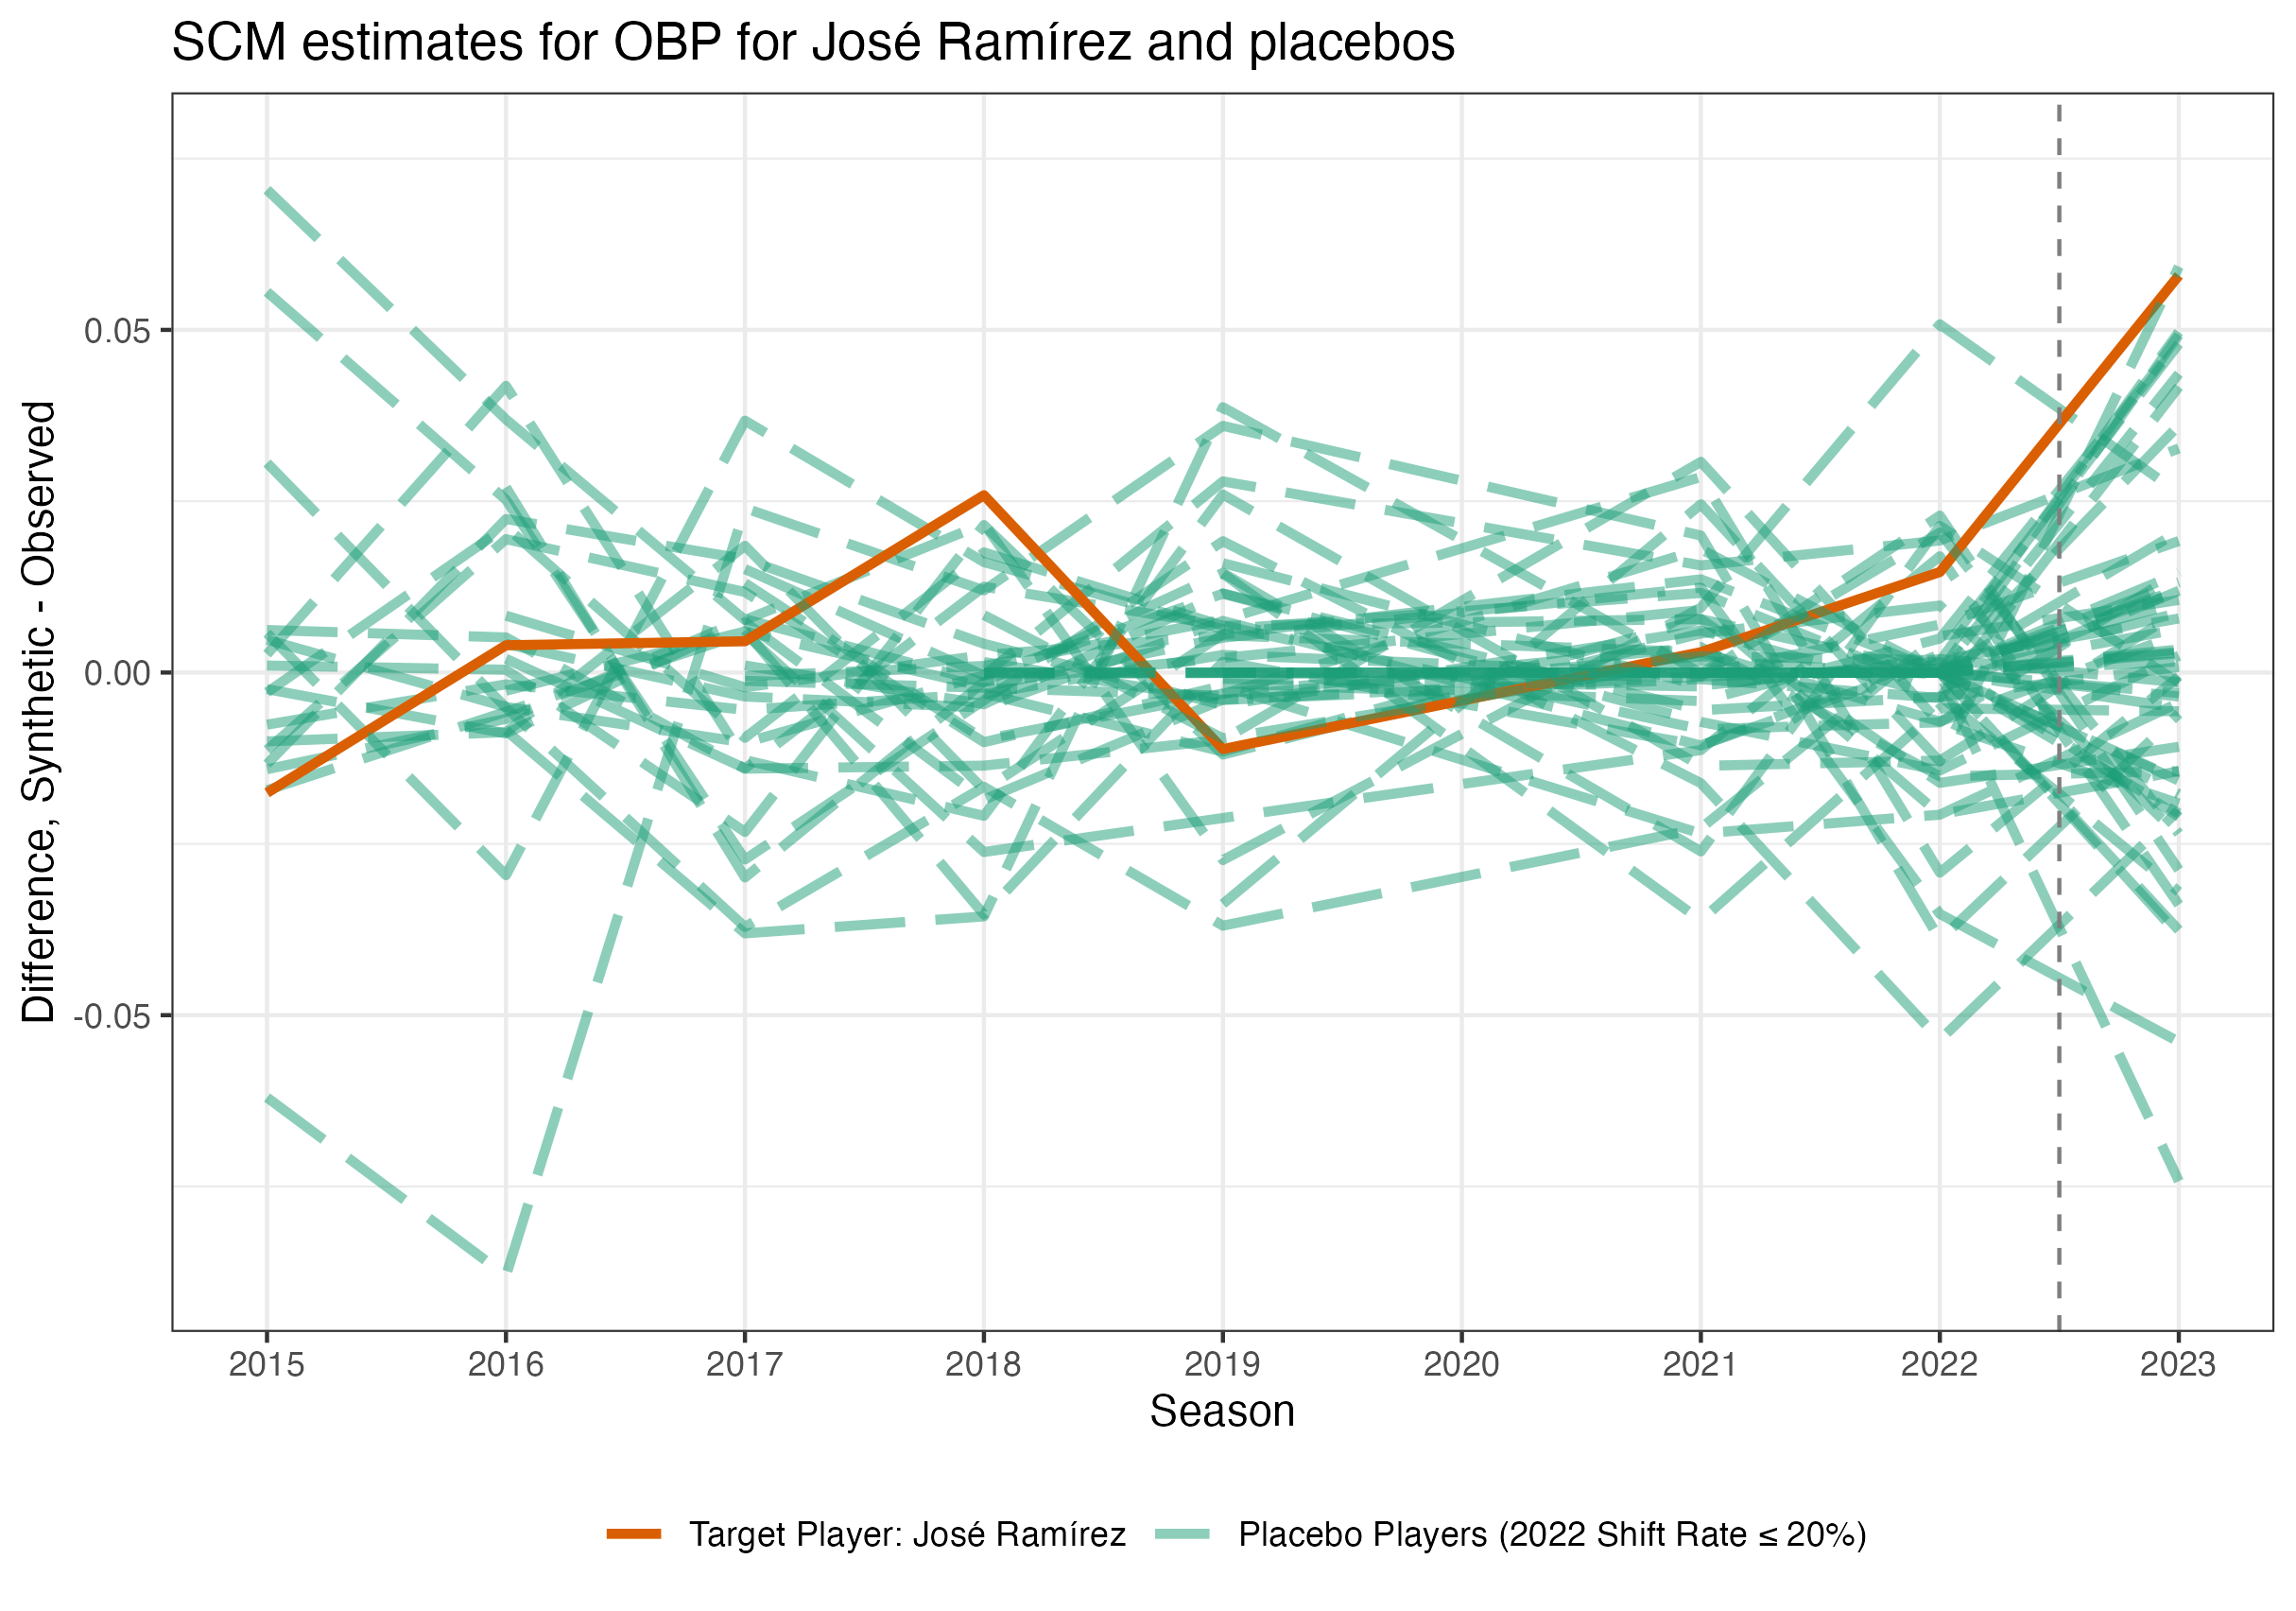 SCM estimates for OBP for José Ramírez and placebos
Difference, Synthetic - Observed
0.05
0.00
-0.05
2015 2016 2017 2018 2019 2020 2021 2022 2023
Season
Target Player: José Ramírez Placebo Players (2022 Shift Rate ≤ 20%)